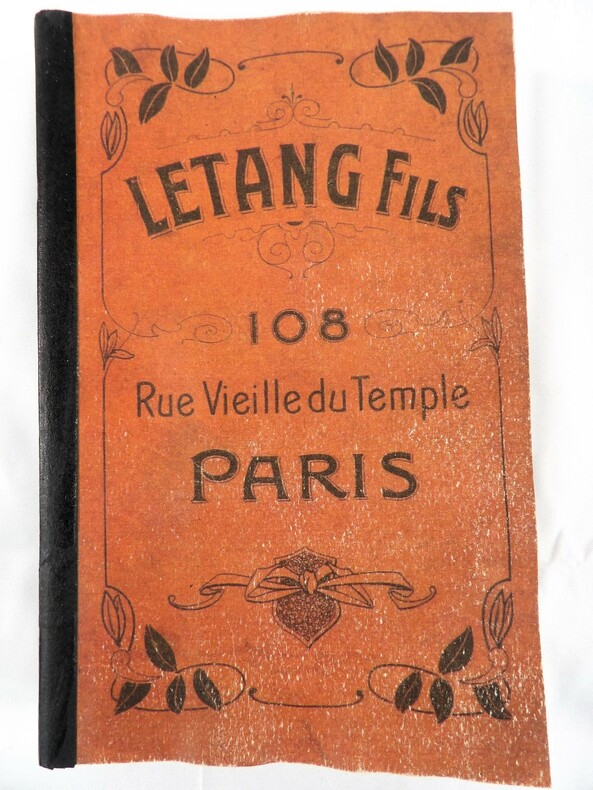 LETANG FILS
108
Rue Vieille du Temple
PARIS